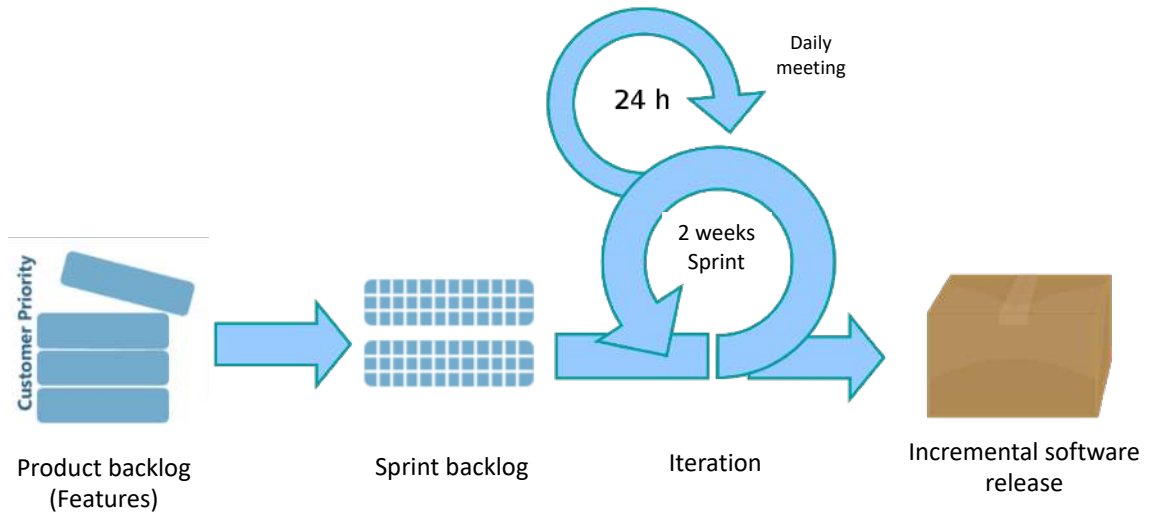 Daily
meeting
24 h
2 weeks
Sprint
Customer Priority
Product backlog
(Features)
Sprint backlog
Iteration
Incremental software
release